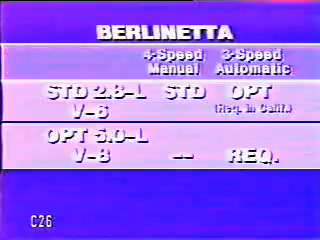 BERLINETTA
4-Speed 3-Speed
Manual Automatic
STD 2.8-L STD OPT
V-6 (Req. in Calif.)
OPT 5.0-L
V-8 -- REQ.
C26